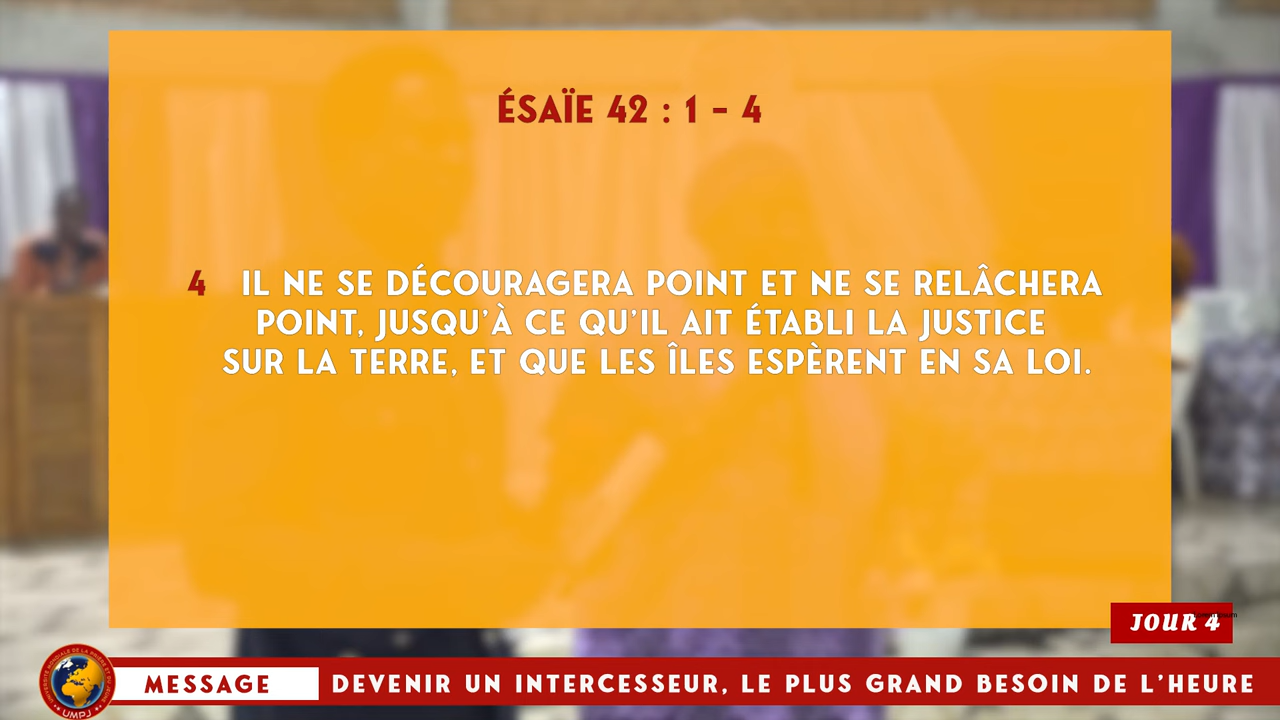 ÉSAÏE 42 : 1 - 4
4 IL NE SE DÉCOURAGERA POINT ET NE SE RELÂCHERA
POINT, JUSQU'À CE QU'IL AIT ÉTABLI LA JUSTICE
SUR LA TERRE, ET QUE LES ÎLES ESPÈRENT EN SA LOI.
JOUR 4
MESSAGE
DEVENIR UN INTERCESSEUR, LE PLUS GRAND BESOIN DE L'HEURE
UMPJ